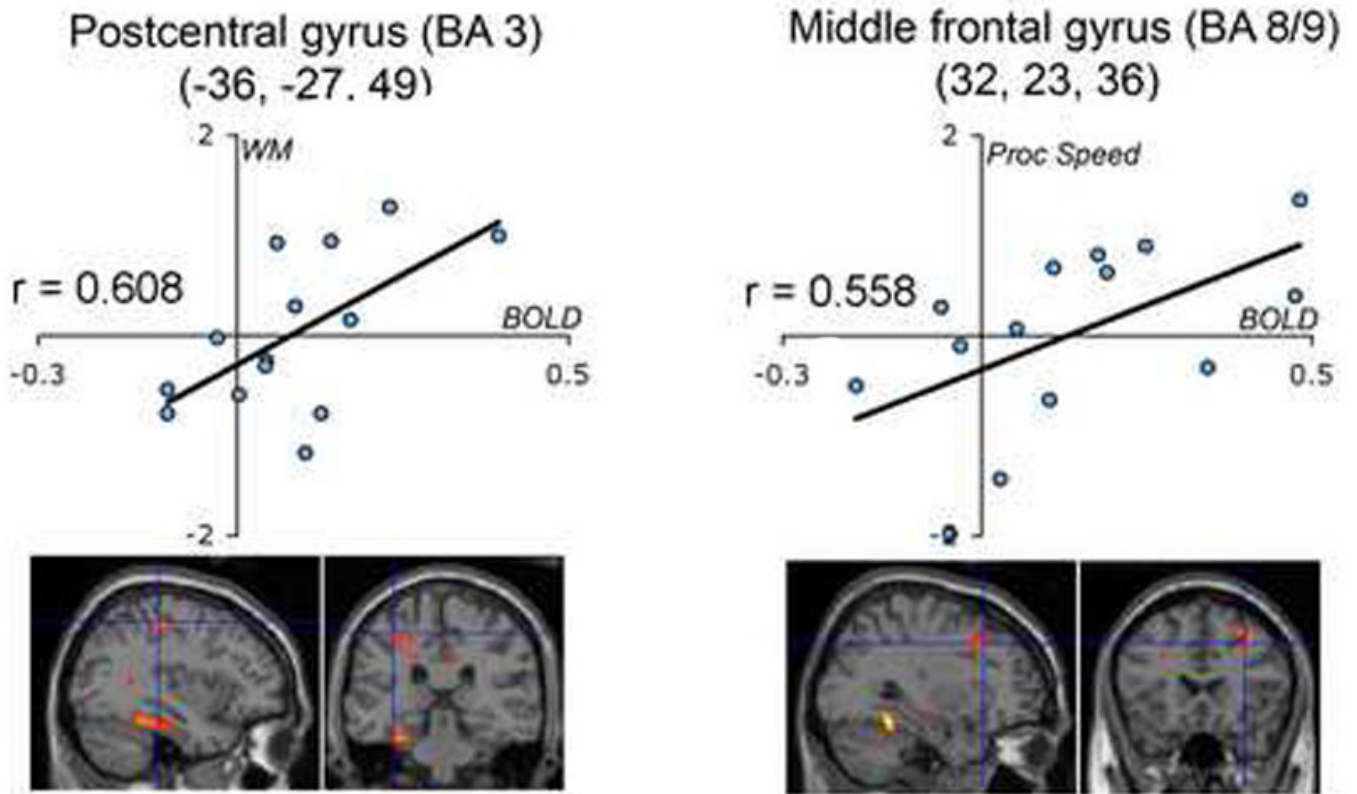 Postcentral gyrus (BA 3)
(-36, -27, 49)
2
WM
r = 0.608
BOLD
-0.3
0.5
-2
Middle frontal gyrus (BA 8/9)
(32, 23, 36)
2
Proc Speed
r = 0.558
BOLD
-0.3
0.5
-2